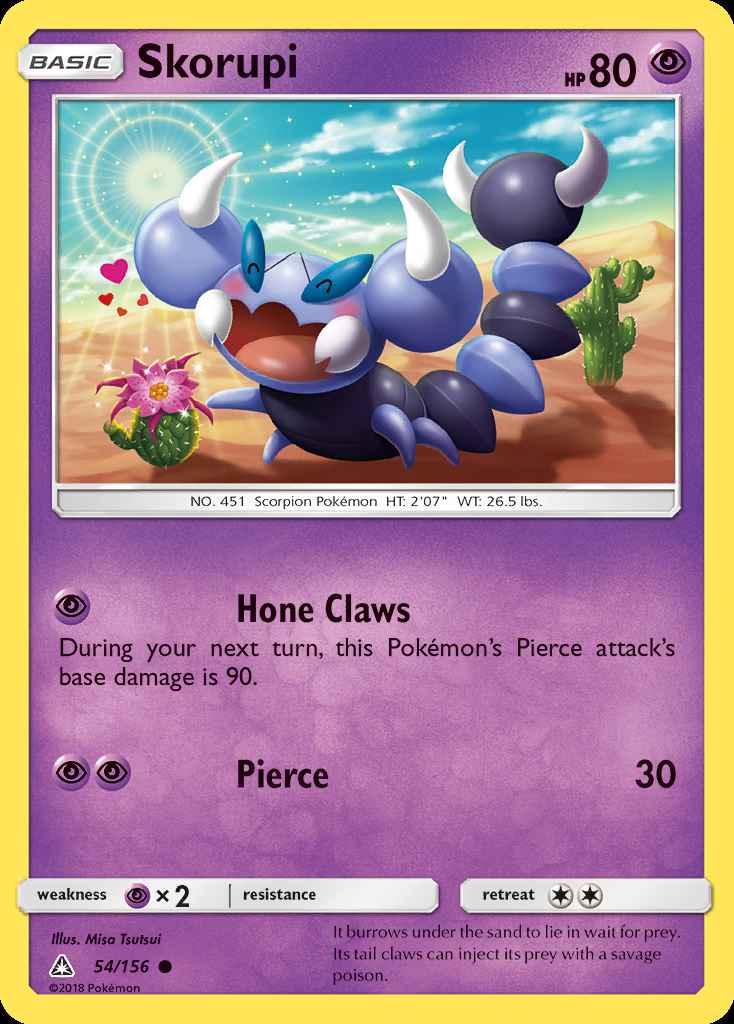 BASIC Skorupi HP 80
NO. 451 Scorpion Pokémon HT: 2'07" WT: 26.5 lbs.
Hone Claws
During your next turn, this Pokémon's Pierce attack's
base damage is 90.
Pierce 30
weakness × 2 resistance retreat
Illus. Misa Tsutsui
54/156
©2018 Pokémon
It burrows under the sand to lie in wait for prey.
Its tail claws can inject its prey with a savage
poison.